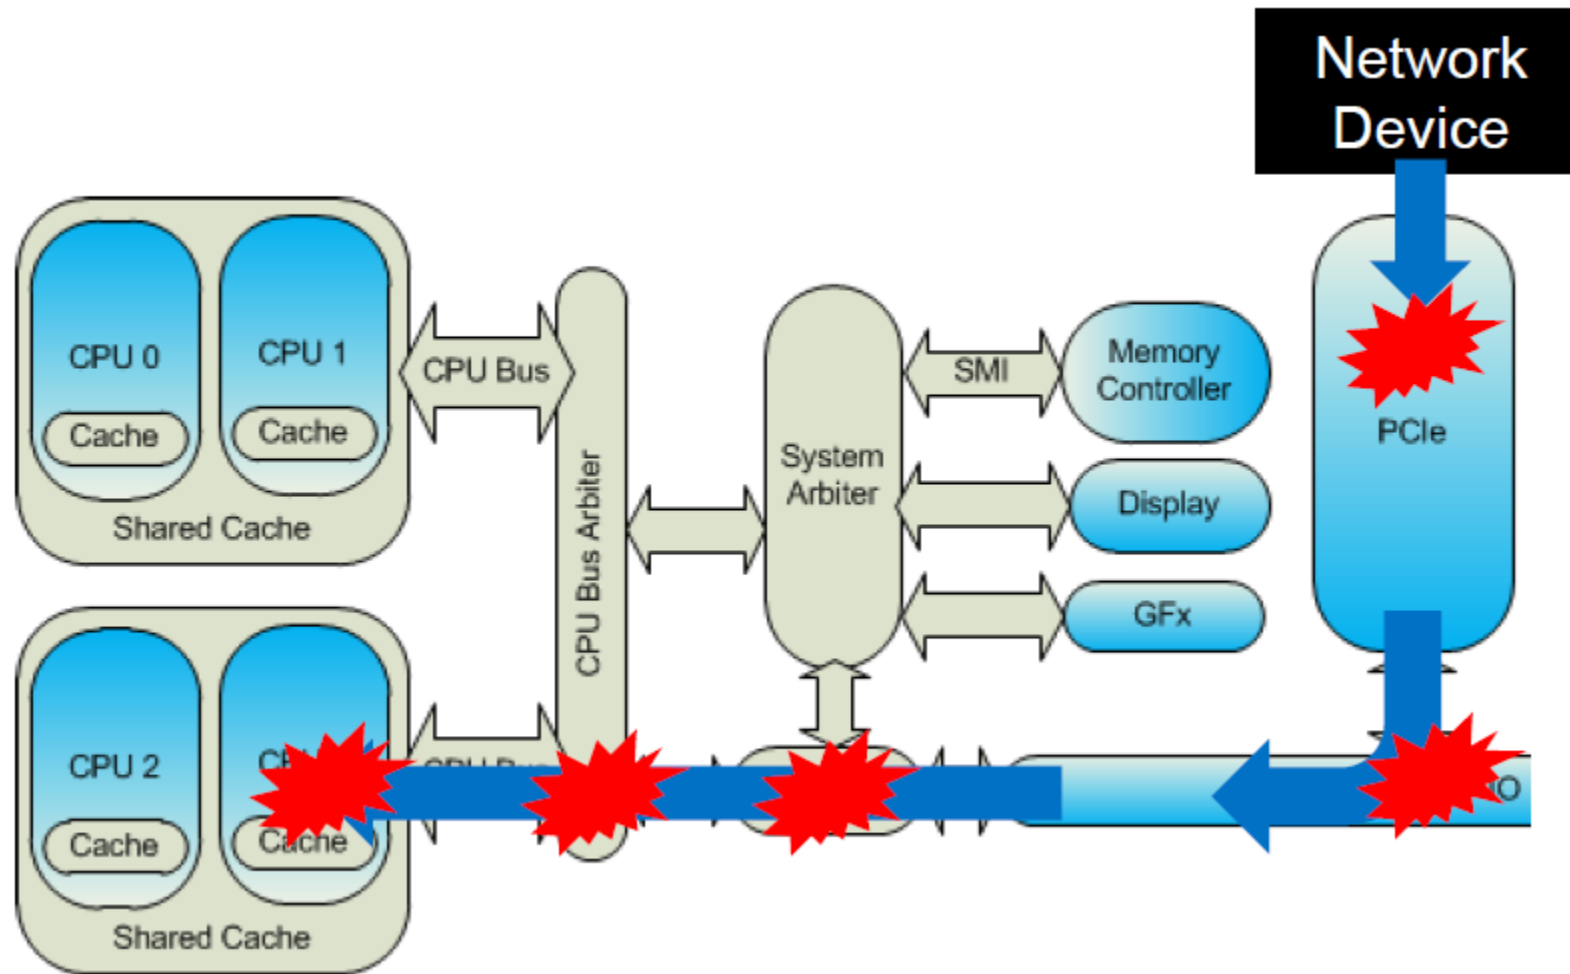 Network
Device
CPU 0
Cache
CPU 1
Cache
Shared Cache
CPU Bus
CPU Bus Arbiter
System
Arbiter
SMI
Memory
Controller
Display
GFx
PCIe
CPU 2
Cache
Cache
Shared Cache